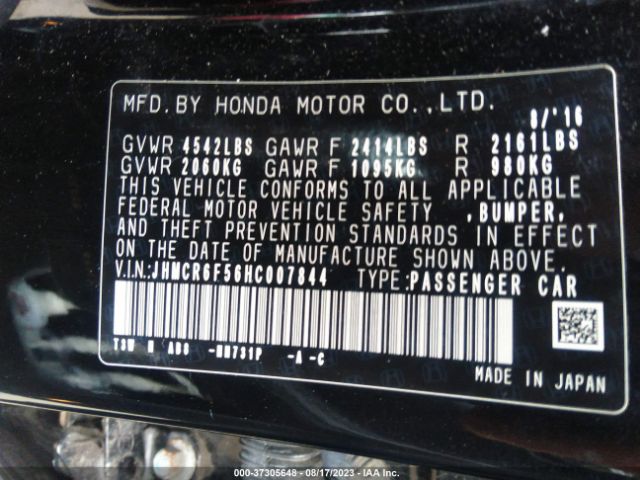 MFD.BY HONDA MOTOR CO.,LTD. 8/'16
GVWR 4542LBS GAWR F 2414LBS R 2161LBS
GVWR 2060KG GAWR F 1095KG R 980KG
THIS VEHICLE CONFORMS TO ALL APPLICABLE
FEDERAL MOTOR VEHICLE SAFETY ,BUMPER,
AND THEFT PREVENTION STANDARDS IN EFFECT
ON THE DATE OF MANUFACTURE SHOWN ABOVE.
V.I.N:JHMCR6F56HC007844 TYPE:PASSENGER CAR
-NH731P -A -C
MADE IN JAPAN
000-37305648 - 08/17/2023 - IAA Inc.